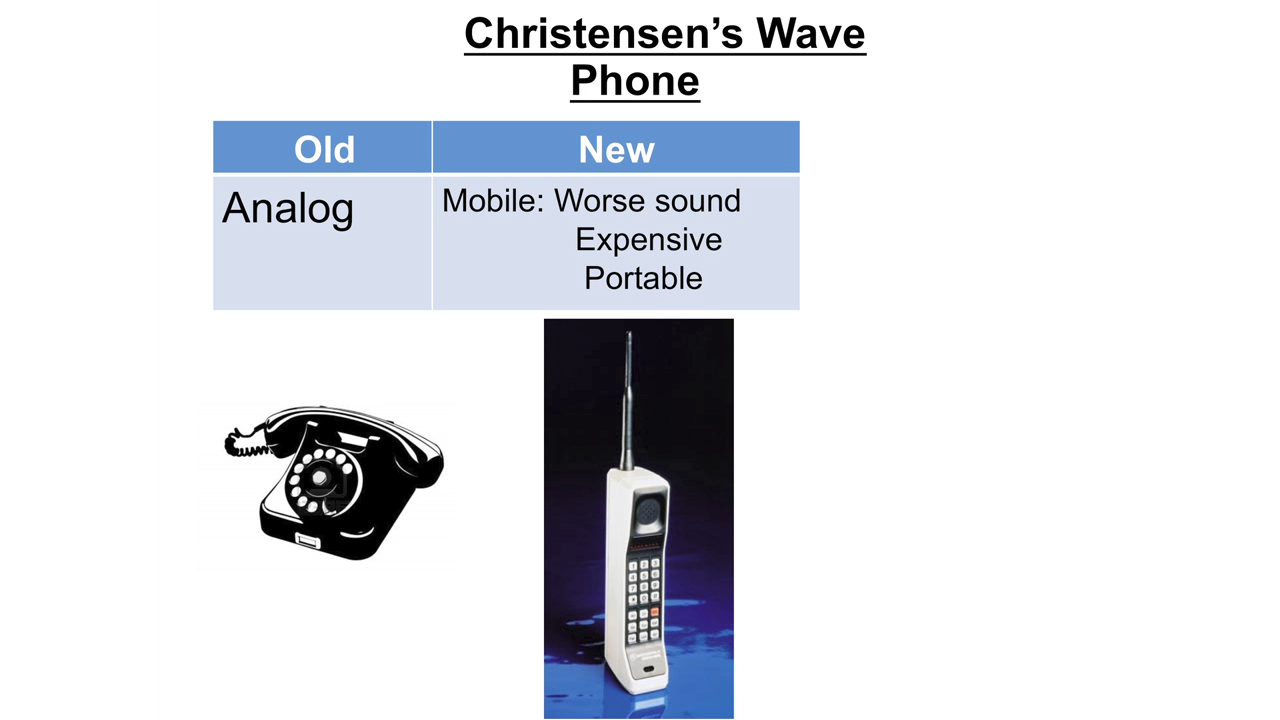 Christensen’s Wave
Phone
Old
New
Analog
Mobile: Worse sound
Expensive
Portable